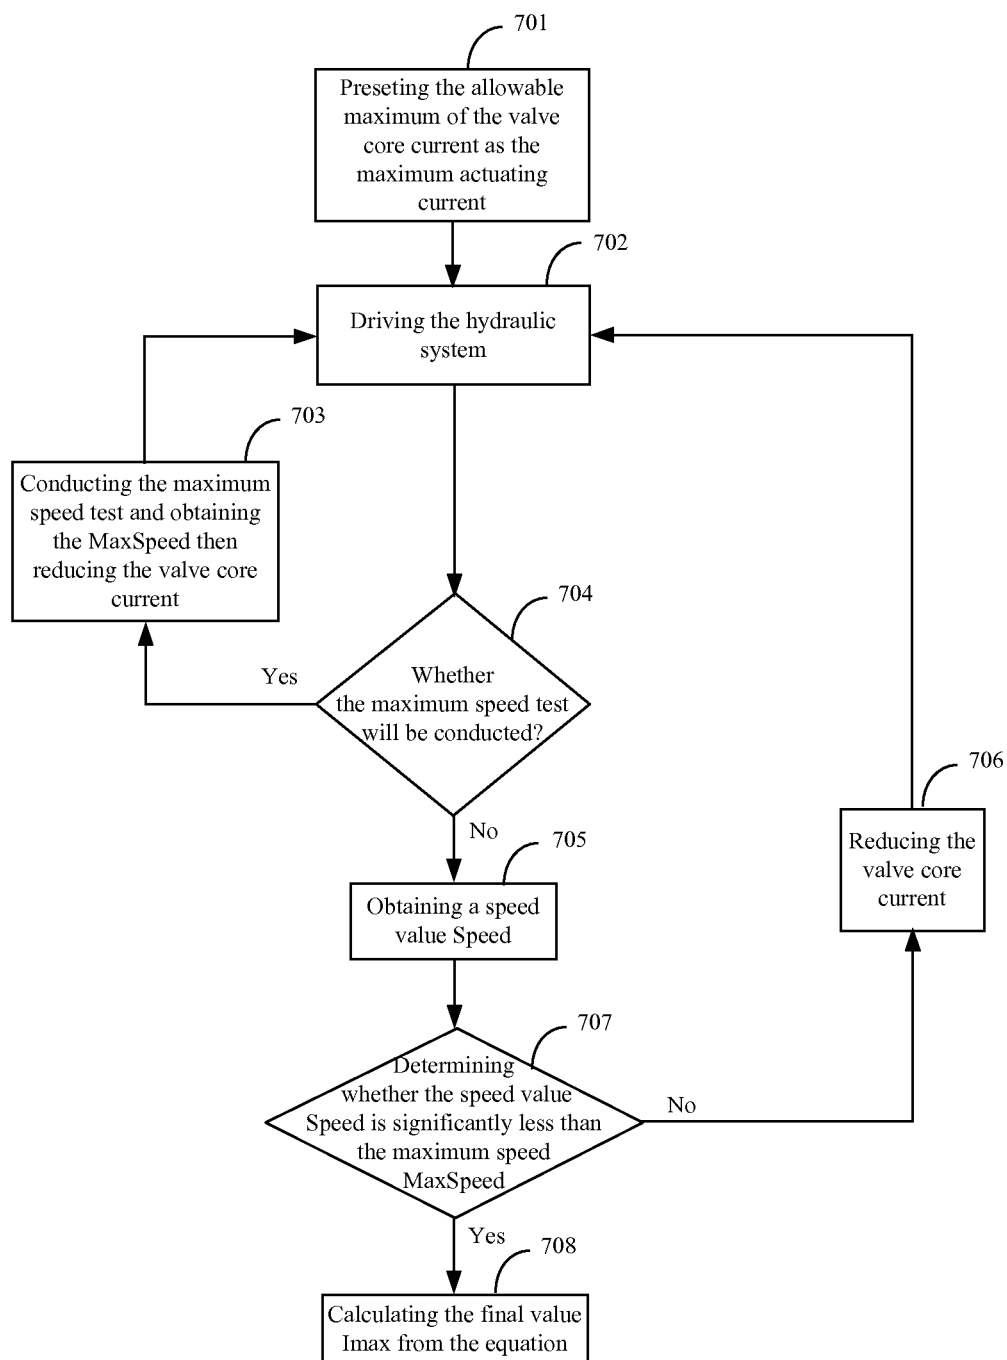 701
Preseting the allowable
maximum of the valve
core current as the
maximum actuating
current
702
Driving the hydraulic
system
703
Conducting the maximum
speed test and obtaining
the MaxSpeed then
reducing the valve core
current
704
Whether
the maximum speed test
will be conducted?
Yes
No
705
Obtaining a speed
value Speed
706
Reducing the
valve core
current
707
Determining
whether the speed value
Speed is significantly less than
the maximum speed
MaxSpeed
No
Yes
708
Calculating the final value
Imax from the equation